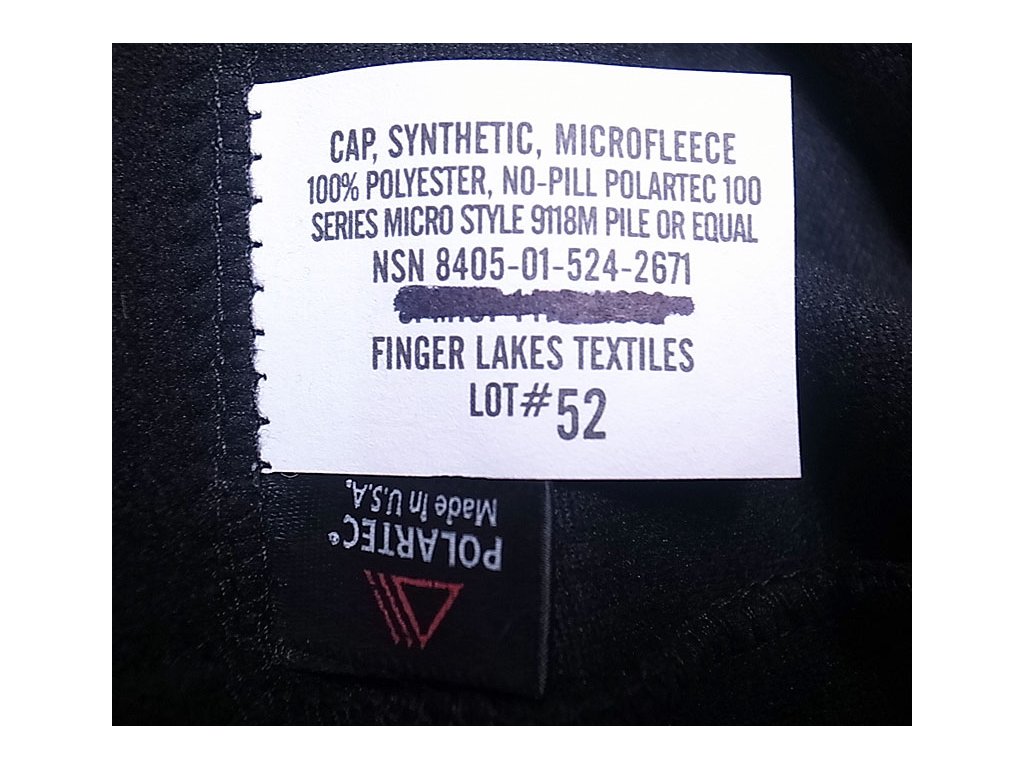 CAP, SYNTHETIC, MICROFLEECE
100% POLYESTER, NO-PILL POLARTEC 100
SERIES MICRO STYLE 9118M PILE OR EQUAL
NSN 8405-01-524-2671
FINGER LAKES TEXTILES
LOT# 52
POLARTEC®
Made In U.S.A.